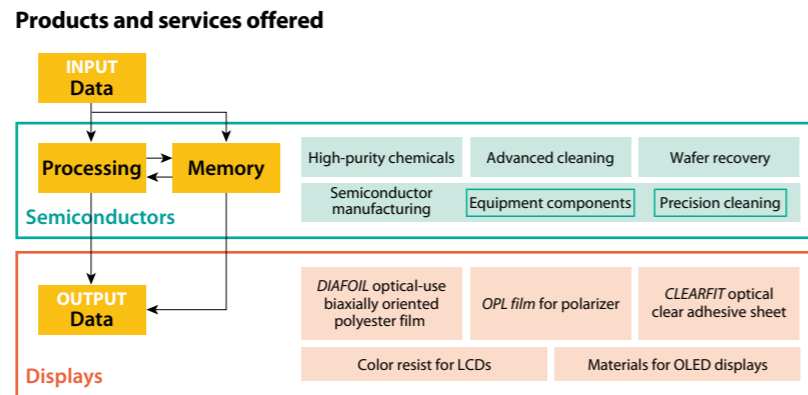 Products and services offered
INPUT
Data
Processing
Memory
Semiconductors
High-purity chemicals
Advanced cleaning
Wafer recovery
Semiconductor
manufacturing
Equipment components
Precision cleaning
OUTPUT
Data
Displays
DIAFOIL optical-use
biaxially oriented
polyester film
OPL film for polarizer
CLEARFIT optical
clear adhesive sheet
Color resist for LCDs
Materials for OLED displays